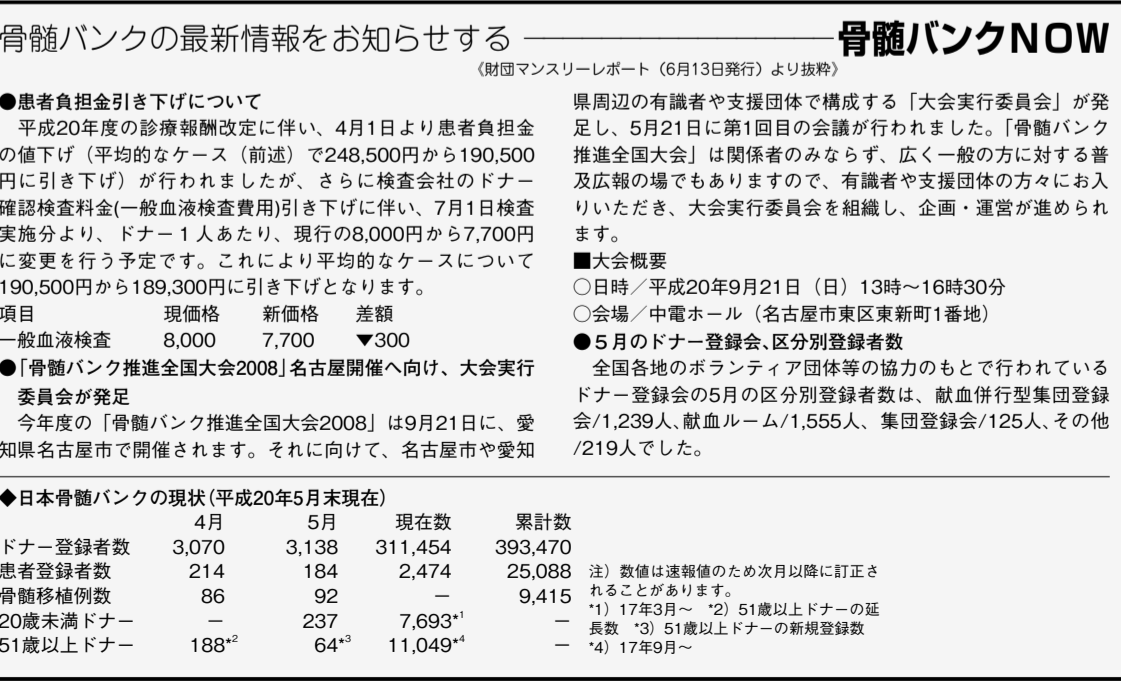 骨髄バンクの最新情報をお知らせする
骨髄バンクNOW
《財団マンスリーレポート（6月13日発行）より抜粋》
●患者負担金引き下げについて
　平成20年度の診療報酬改定に伴い、4月1日より患者負担金
の値下げ（平均的なケース（前述）で248,500円から190,500
円に引き下げ）が行われましたが、さらに検査会社のドナー
確認検査料金(一般血液検査費用)引き下げに伴い、7月1日検査
実施分より、ドナー１人あたり、現行の8,000円から7,700円
に変更を行う予定です。これにより平均的なケースについて
190,500円から189,300円に引き下げとなります。
項目　現価格　新価格　差額
一般血液検査　8,000　7,700　▼300
●「骨髄バンク推進全国大会2008」名古屋開催へ向け、大会実行
委員会が発足
　今年度の「骨髄バンク推進全国大会2008」は9月21日に、愛
知県名古屋市で開催されます。それに向けて、名古屋市や愛知
県周辺の有識者や支援団体で構成する「大会実行委員会」が発
足し、5月21日に第1回目の会議が行われました。「骨髄バンク
推進全国大会」は関係者のみならず、広く一般の方に対する普
及広報の場でもありますので、有識者や支援団体の方々にお入
りいただき、大会実行委員会を組織し、企画・運営が進められ
ます。
■大会概要
○日時／平成20年9月21日（日）13時〜16時30分
○会場／中電ホール（名古屋市東区東新町1番地）
●５月のドナー登録会、区分別登録者数
　全国各地のボランティア団体等の協力のもとで行われている
ドナー登録会の5月の区分別登録者数は、献血併行型集団登録
会/1,239人、献血ルーム/1,555人、集団登録会/125人、その他
/219人でした。
◆日本骨髄バンクの現状（平成20年5月末現在）
4月　5月　現在数　累計数
ドナー登録者数　3,070　3,138　311,454　393,470
患者登録者数　214　184　2,474　25,088
骨髄移植例数　86　92　－　9,415
20歳未満ドナー　－　237　7,693*1　－
51歳以上ドナー　188*2　64*3　11,049*4　－
注）数値は速報値のため次月以降に訂正さ
れることがあります。
*1）17年3月〜　*2）51歳以上ドナーの延
長数　*3）51歳以上ドナーの新規登録数
*4）17年9月〜